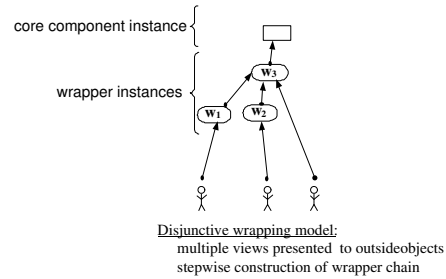 core component instance
w3
wrapper instances
w1
w2
Disjunctive wrapping model:
multiple views presented to outsideobjects
stepwise construction of wrapper chain